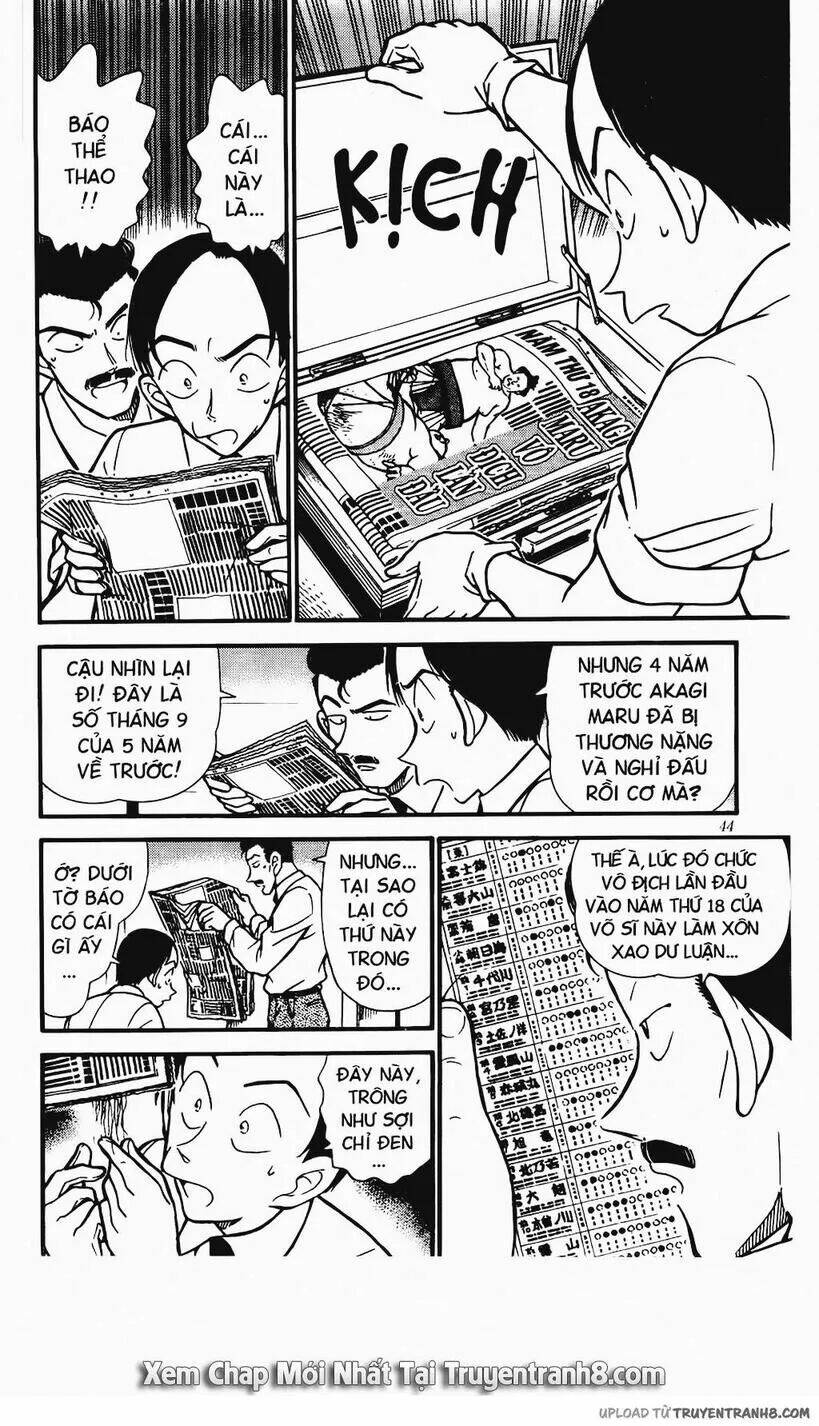 KỊCH
CÁI...
CÁI
NÀY
LÀ...
BÁO
THỂ
THAO
!!
NĂM THỨ 18 AKAGI
MARU
VÔ
ĐỊCH
LẦN
ĐẦU
NHƯNG 4 NĂM
TRƯỚC AKAGI
MARU ĐÃ BỊ
THƯƠNG NẶNG
VÀ NGHỈ ĐẤU
RỒI CƠ MÀ?
CẬU NHÌN LẠI
ĐI! ĐÂY LÀ
SỐ THÁNG 9
CỦA 5 NĂM
VỀ TRƯỚC!
44
THẾ À, LÚC ĐÓ CHỨC
VÔ ĐỊCH LẦN ĐẦU
VÀO NĂM THỨ 18 CỦA
VÕ SĨ NÀY LÀM XÔN
XAO DƯ LUẬN...
NHƯNG...
TẠI SAO
LẠI CÓ
THỨ NÀY
TRONG
ĐÓ...
Ớ? DƯỚI
TỜ BÁO
CÓ CÁI
GÌ ẤY
...
ĐÂY NÀY,
TRÔNG
NHƯ SỢI
CHỈ ĐEN
...
Xem Chap Mới Nhất Tại Truyentranh8.com
UPLOAD TỪ TRUYENTRANH8.COM